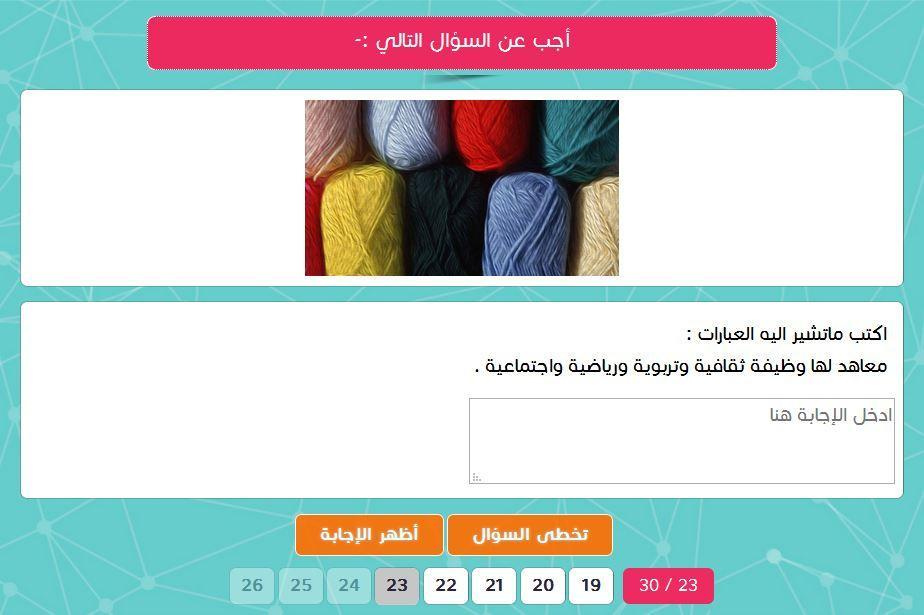 أجب عن السؤال التالي :-
اكتب ماتشير اليه العبارات :
معاهد لها وظيفة ثقافية وتربوية ورياضية واجتماعية .
ادخل الإجابة هنا
تخطى السؤال
أظهر الإجابة
30 / 23
19
20
21
22
23
24
25
26